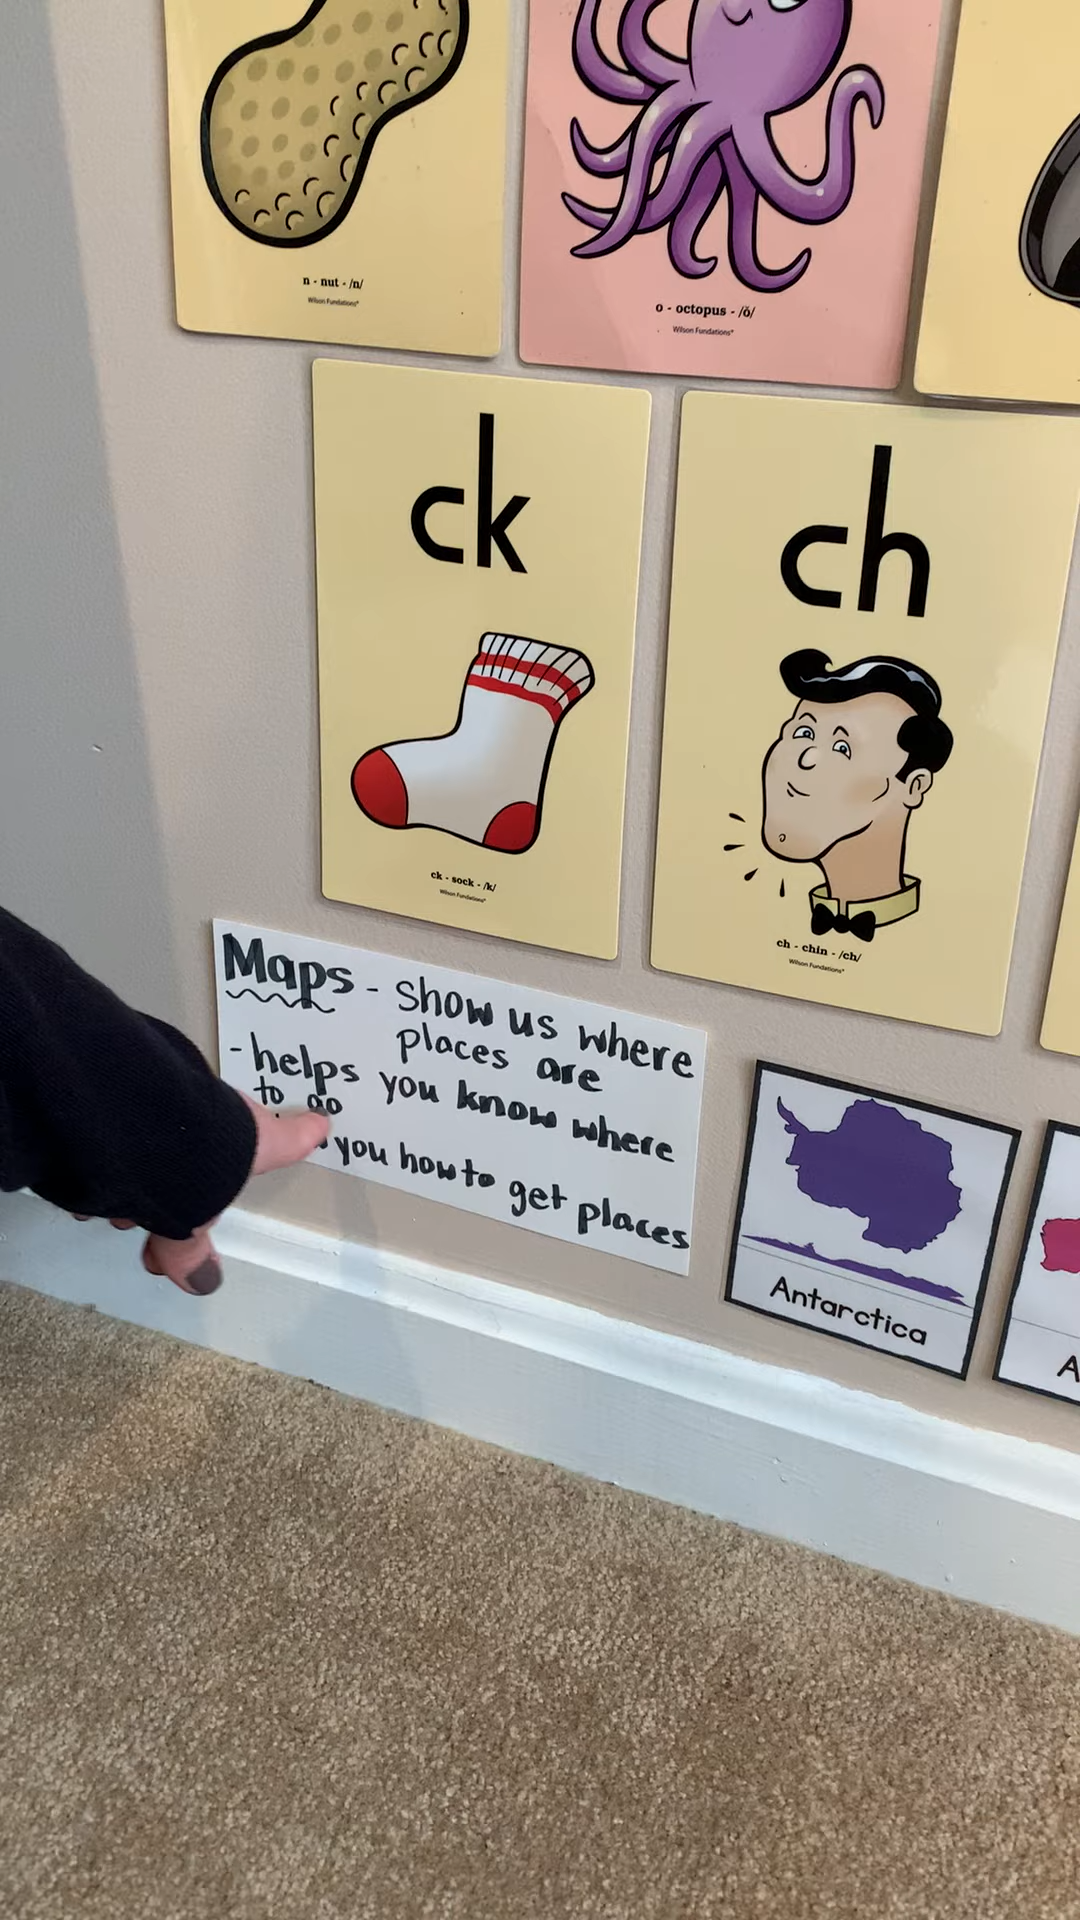 n - nut - /n/
Wilson Fundations®
o - octopus - /ŏ/
Wilson Fundations®
ck
ck - sock - /k/
Wilson Fundations®
ch
ch - chin - /ch/
Wilson Fundations®
Maps - Show us where
places are
- helps you know where
to go
you how to get places
Antarctica
A